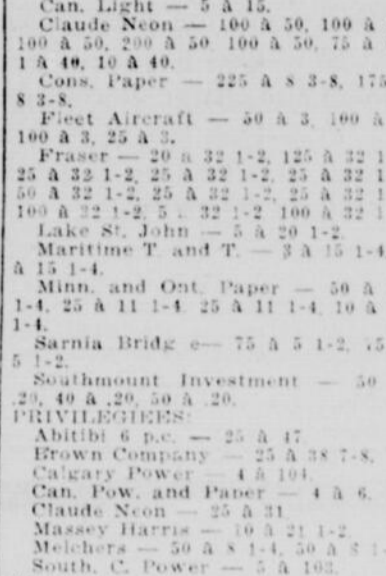 Can. Light — 5 à 15.
Claude Neon — 100 à 50, 100 à
100 à 50, 200 à 50, 100 à 50, 75 à
1 à 40, 10 à 40.
Cons. Paper — 225 à 8 3-8, 175
8 3-8.
Fleet Aircraft — 50 à 3, 100 à
100 à 3, 25 à 3.
Fraser — 20 a 32 1-2, 125 à 32 1
25 à 32 1-2, 25 à 32 1-2, 25 à 32 1
50 à 32 1-2, 25 à 32 1-2, 25 à 32 1
100 à 32 1-2, 5 . 32 1-2 100 à 32 1
Lake St. John — 5 à 20 1-2.
Maritime T. and T. — 3 à 15 1-4
à 15 1-4.
Minn. and Ont. Paper — 50 à
1-4, 25 à 11 1-4 25 à 11 1-4, 10 à
1-4.
Sarnia Bridg e— 75 à 5 1-2, 75
5 1-2.
Southmount Investment — 50
.20, 40 à .20, 50 à .20.
PRIVILEGIEES:
Abitibi 6 p.c. — 25 à 47.
Brown Company — 25 à 38 7-8.
Calgary Power — 4 à 104.
Can. Pow. and Paper — 4 à 6.
Claude Neon — 25 à 31.
Massey Harris — 10 à 21 1-2.
Melchers — 50 à 8 1-4, 50 à 8 1-
South. C. Power — 5 à 103.